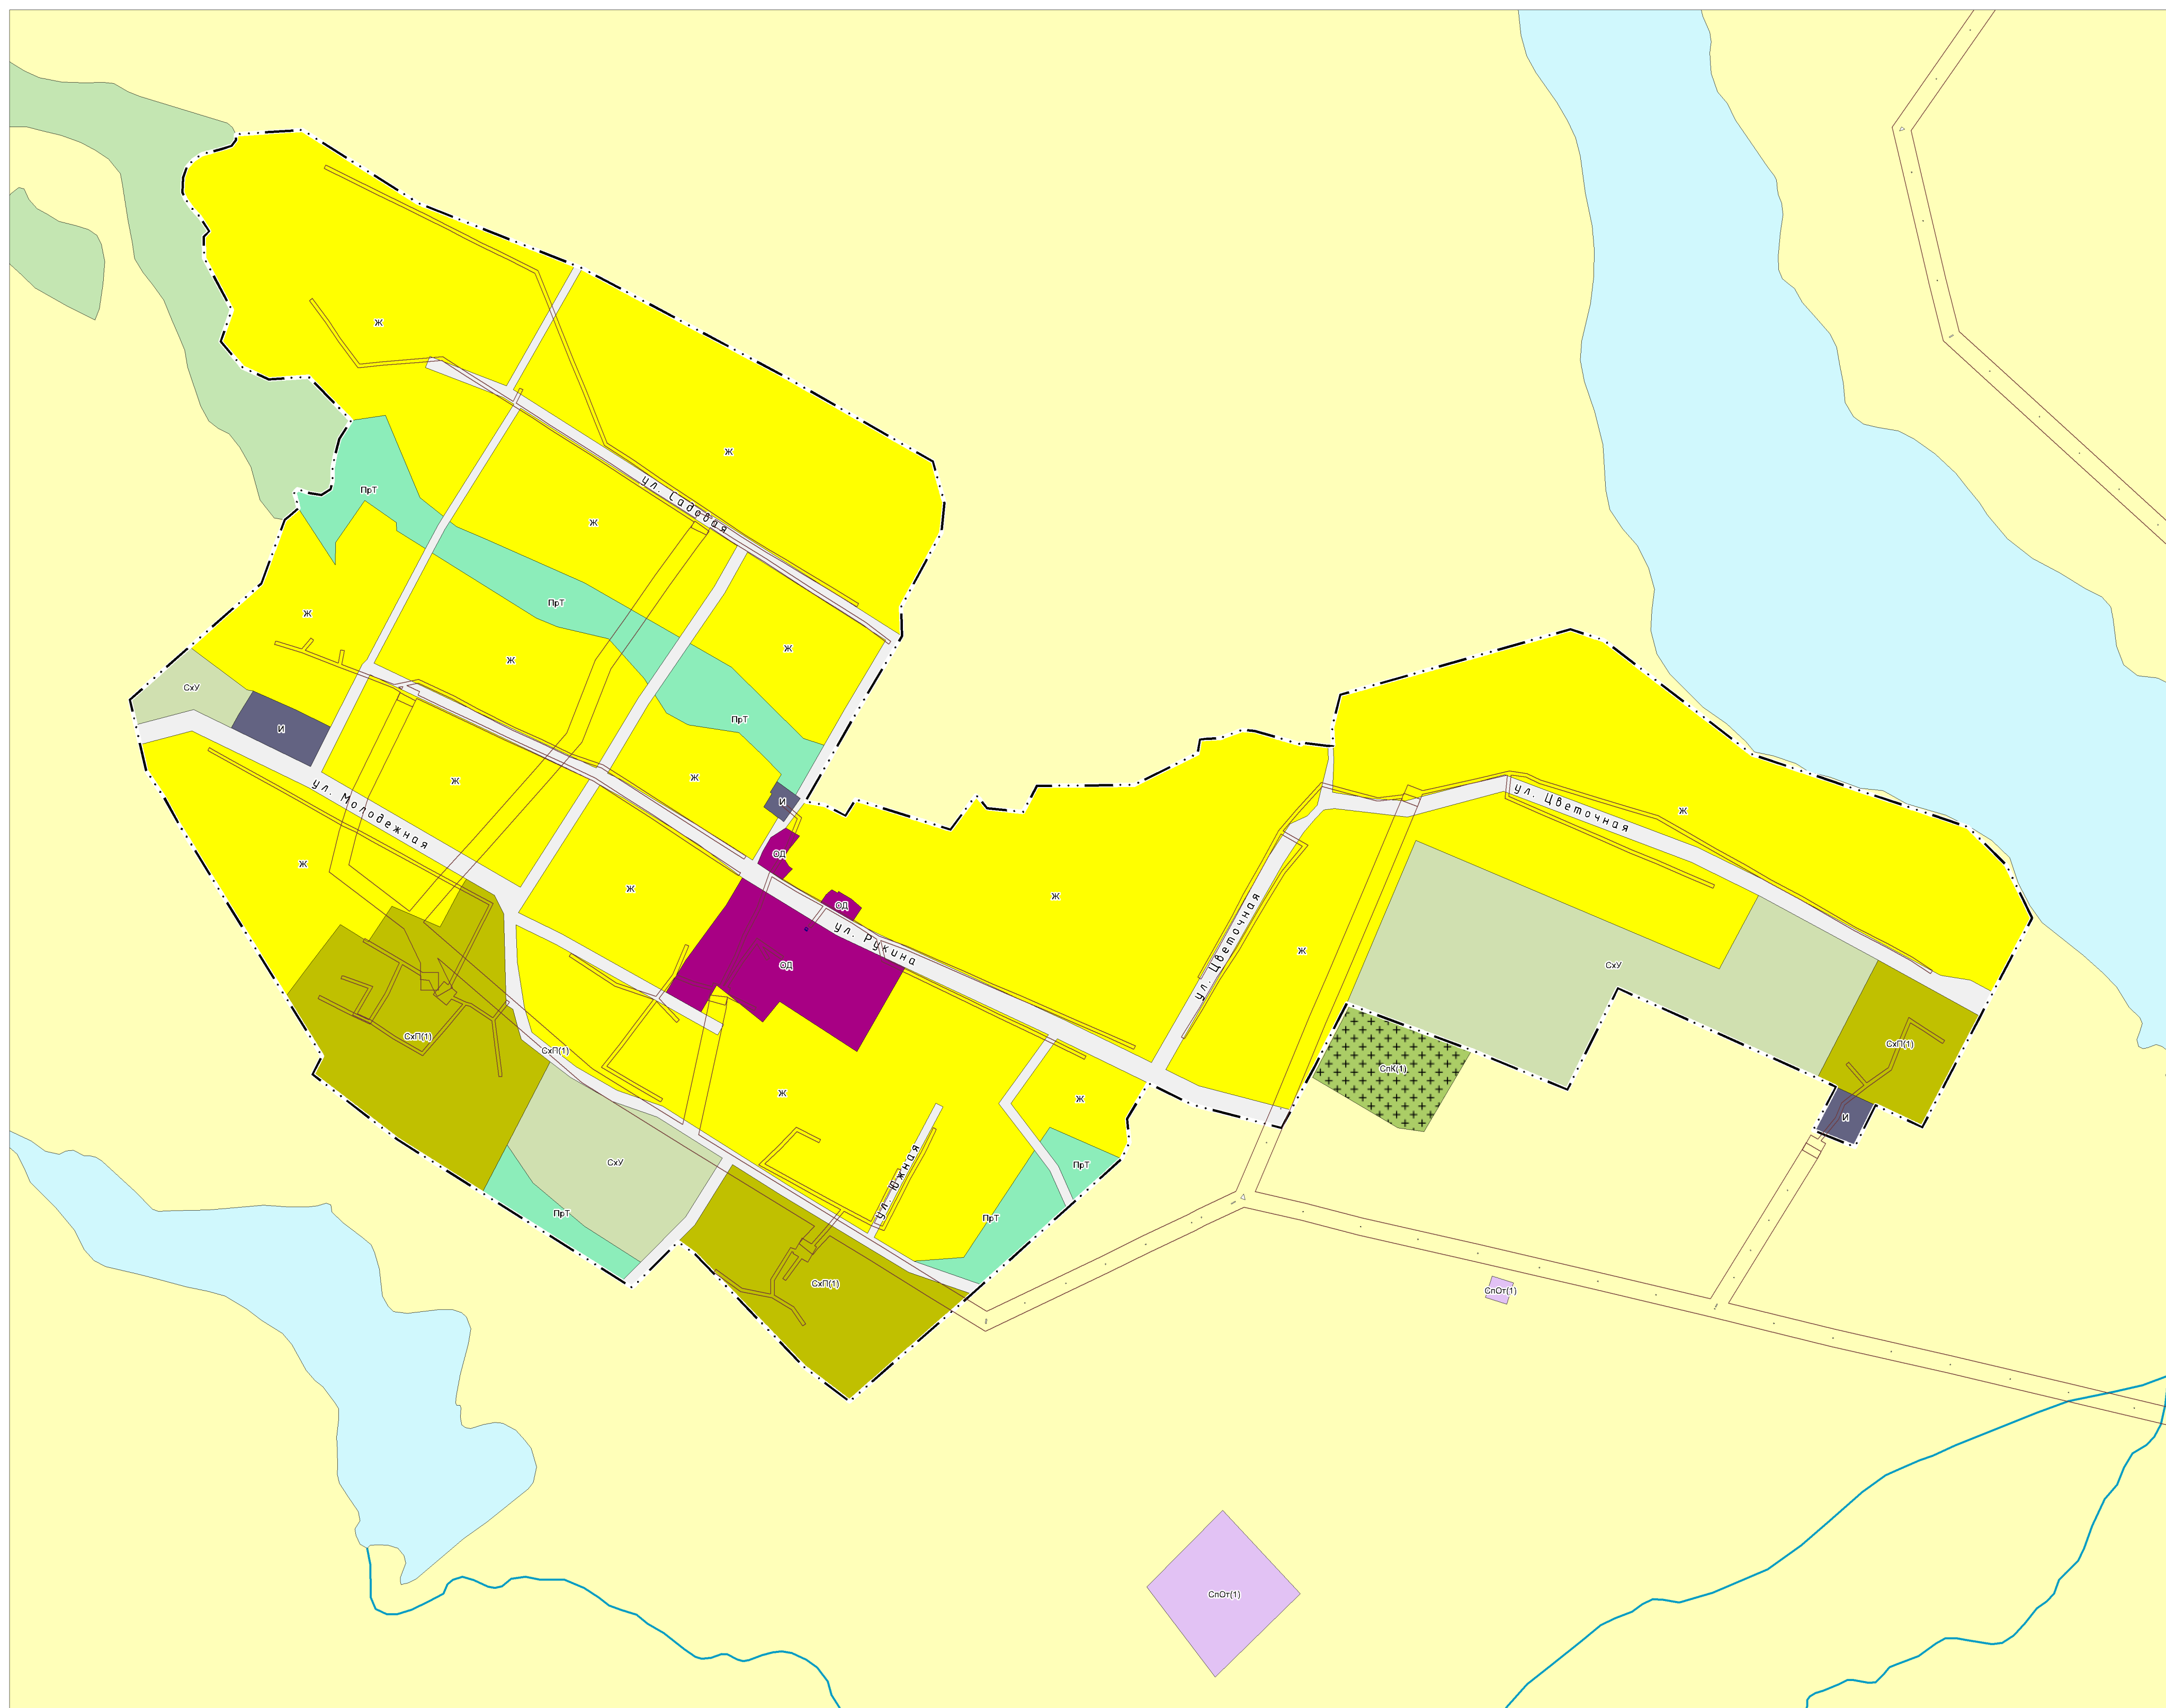 Ж
Ж
ул. Садовая
ПрТ
Ж
ПрТ
Ж
Ж
Ж
СхУ
ПрТ
И
Ж
Ж
И
ул. Молодежная
ул. Цветочная
Ж
ОД
Ж
Ж
Ж
ОД
ул. Рукина
ул. Цветочная
Ж
ОД
СхУ
СхП(1)
СхП(1)
СхП(1)
СпК(1)
Ж
Ж
И
СхУ
ПрТ
ул. Южная
ПрТ
ПрТ
СхП(1)
СпОт(1)
СпОт(1)